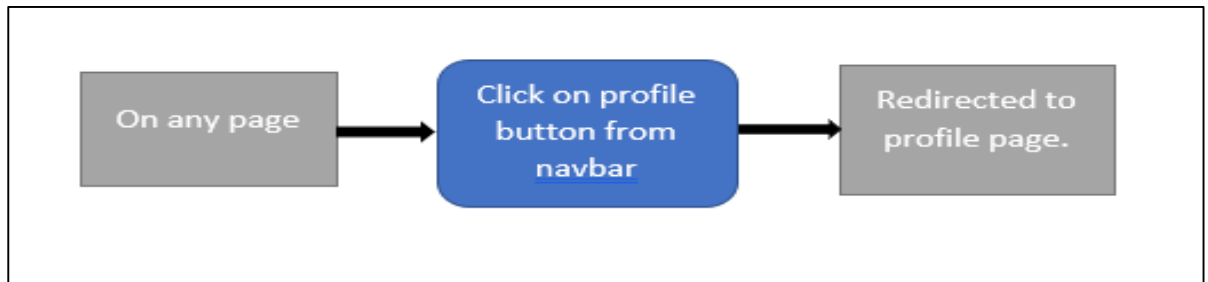 On any page
Click on profile
button from
navbar
Redirected to
profile page.